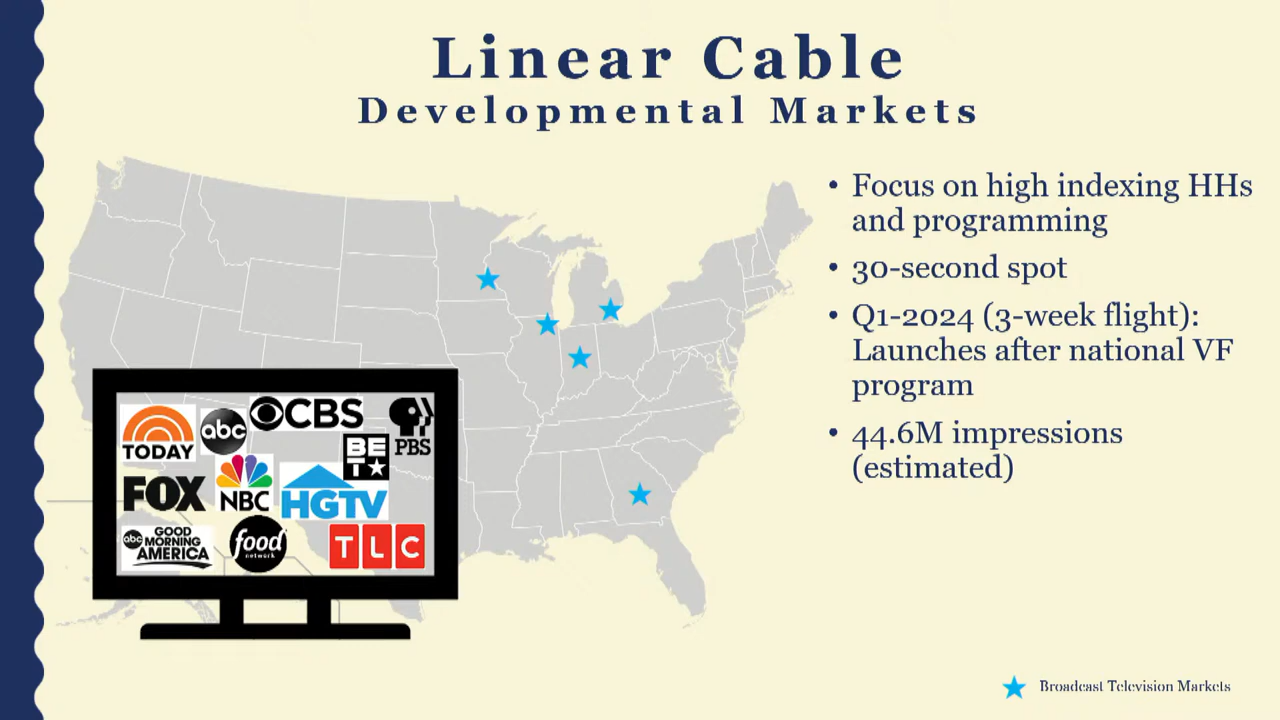 Linear Cable
Developmental Markets
• Focus on high indexing HHs
and programming
• 30-second spot
• Q1-2024 (3-week flight):
Launches after national VF
program
• 44.6M impressions
(estimated)
TODAY
abc
CBS
PBS
BE
T★
FOX
NBC
HGTV
abc
GOOD
MORNING
AMERICA
food
network
TLC
Broadcast Television Markets